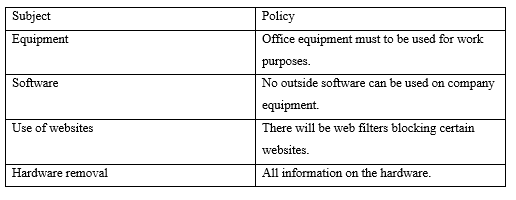 Subject Policy
Equipment Office equipment must to be used for work
purposes.
Software No outside software can be used on company
equipment.
Use of websites There will be web filters blocking certain
websites.
Hardware removal All information on the hardware.